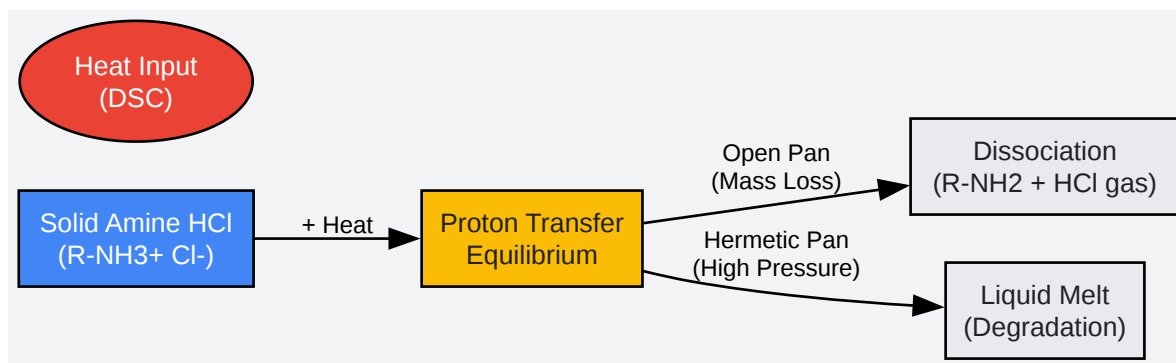 Heat Input
(DSC)
Solid Amine HCl
(R-NH3+ Cl-)
+ Heat
Proton Transfer
Equilibrium
Open Pan
(Mass Loss)
Hermetic Pan
(High Pressure)
Dissociation
(R-NH2 + HCl gas)
Liquid Melt
(Degradation)